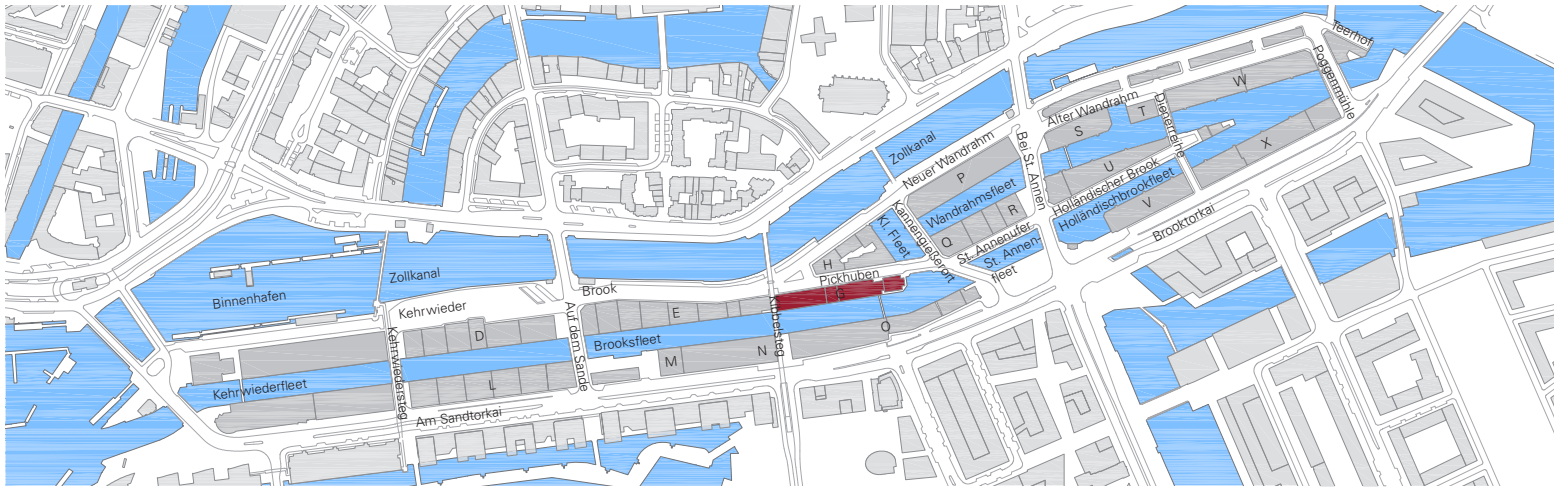 Teerhof
Poggenmühle
W
Alter Wandrahm
Dienerreihe
T
S
Zollkanal
Neuer Wandrahm
Bei St. Annen
X
U
P
Holländischer Brook
Holländischbrookfleet
Wandrahmsfleet
V
R
Kannengießerort
Kl. Fleet
Brooktorkai
Q
St. Annenufer
St. Annen-
fleet
H
Pickhuben
G
Zollkanal
Binnenhafen
Brook
Kehrwieder
E
Kibbelsteg
O
Auf dem Sande
D
Brooksfleet
Kehrwiedersteg
M
N
Kehrwiederfleet
L
Am Sandtorkai